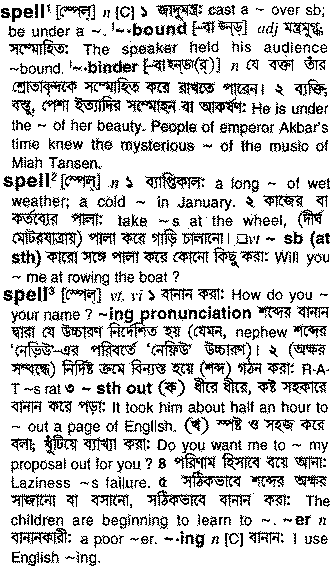 spell¹ [স্পেল্] n [C] ১ জাদুমন্ত্র: cast a ~ over sb;
be under a ~. '~·bound [-বাউন্ড্] adj মন্ত্রমুগ্ধ,
সম্মোহিত: The speaker held his audience
~bound. '~·binder [-বাইন্ডা(র্)] n যে বক্তা তাঁর
শ্রোতাবৃন্দকে সম্মোহিত করে রাখতে পারেন। ২ ব্যক্তি,
বস্তু, পেশা ইত্যাদির সম্মোহন বা আকর্ষণ: He is under
the ~ of her beauty. People of emperor Akbar's
time knew the mysterious ~ of the music of
Miah Tansen.
spell² [স্পেল্] n ১ ব্যাপ্তিকাল: a long ~ of wet
weather; a cold ~ in January. ২ কাজের বা
কর্তব্যের পালা: take ~s at the wheel, (দীর্ঘ
মোটরযাত্রায়) পালা করে গাড়ি চালানো। □vt ~ sb (at
sth) কারো সঙ্গে পালা করে কোনো কিছু করা: Will you
~ me at rowing the boat ?
spell³ [স্পেল্] vt, vi ১ বানান করা: How do you ~
your name ? ~ing pronunciation শব্দের বানান
দ্বারা যে উচ্চারণ নির্দেশিত হয় (যেমন, nephew শব্দের
'নেভ্‌িউ'-এর পরিবর্তে 'নেফ্‌িউ' উচ্চারণ)। ২ (অক্ষর
সম্বন্ধে) নির্দিষ্ট ক্রমে বিন্যস্ত হয়ে (শব্দ) গঠন করা: R-A-
T ~s rat ৩ ~ sth out (ক) ধীরে ধীরে, কষ্ট সহকারে
বানান করে পড়া: It took him about half an hour to
~ out a page of English. (খ) স্পষ্ট ও সহজ করে
বলা; খুঁটিয়ে ব্যাখ্যা করা: Do you want me to ~ my
proposal out for you ? ৪ পরিণাম হিসাবে বয়ে আনা:
Laziness ~s failure. ৫ সঠিকভাবে শব্দের অক্ষর
সাজানো বা বসানো, সঠিকভাবে বানান করা: The
children are beginning to learn to ~. ~er n
বানানকারী: a poor ~er. ~·ing n [C] বানান: I use
English ~ing.